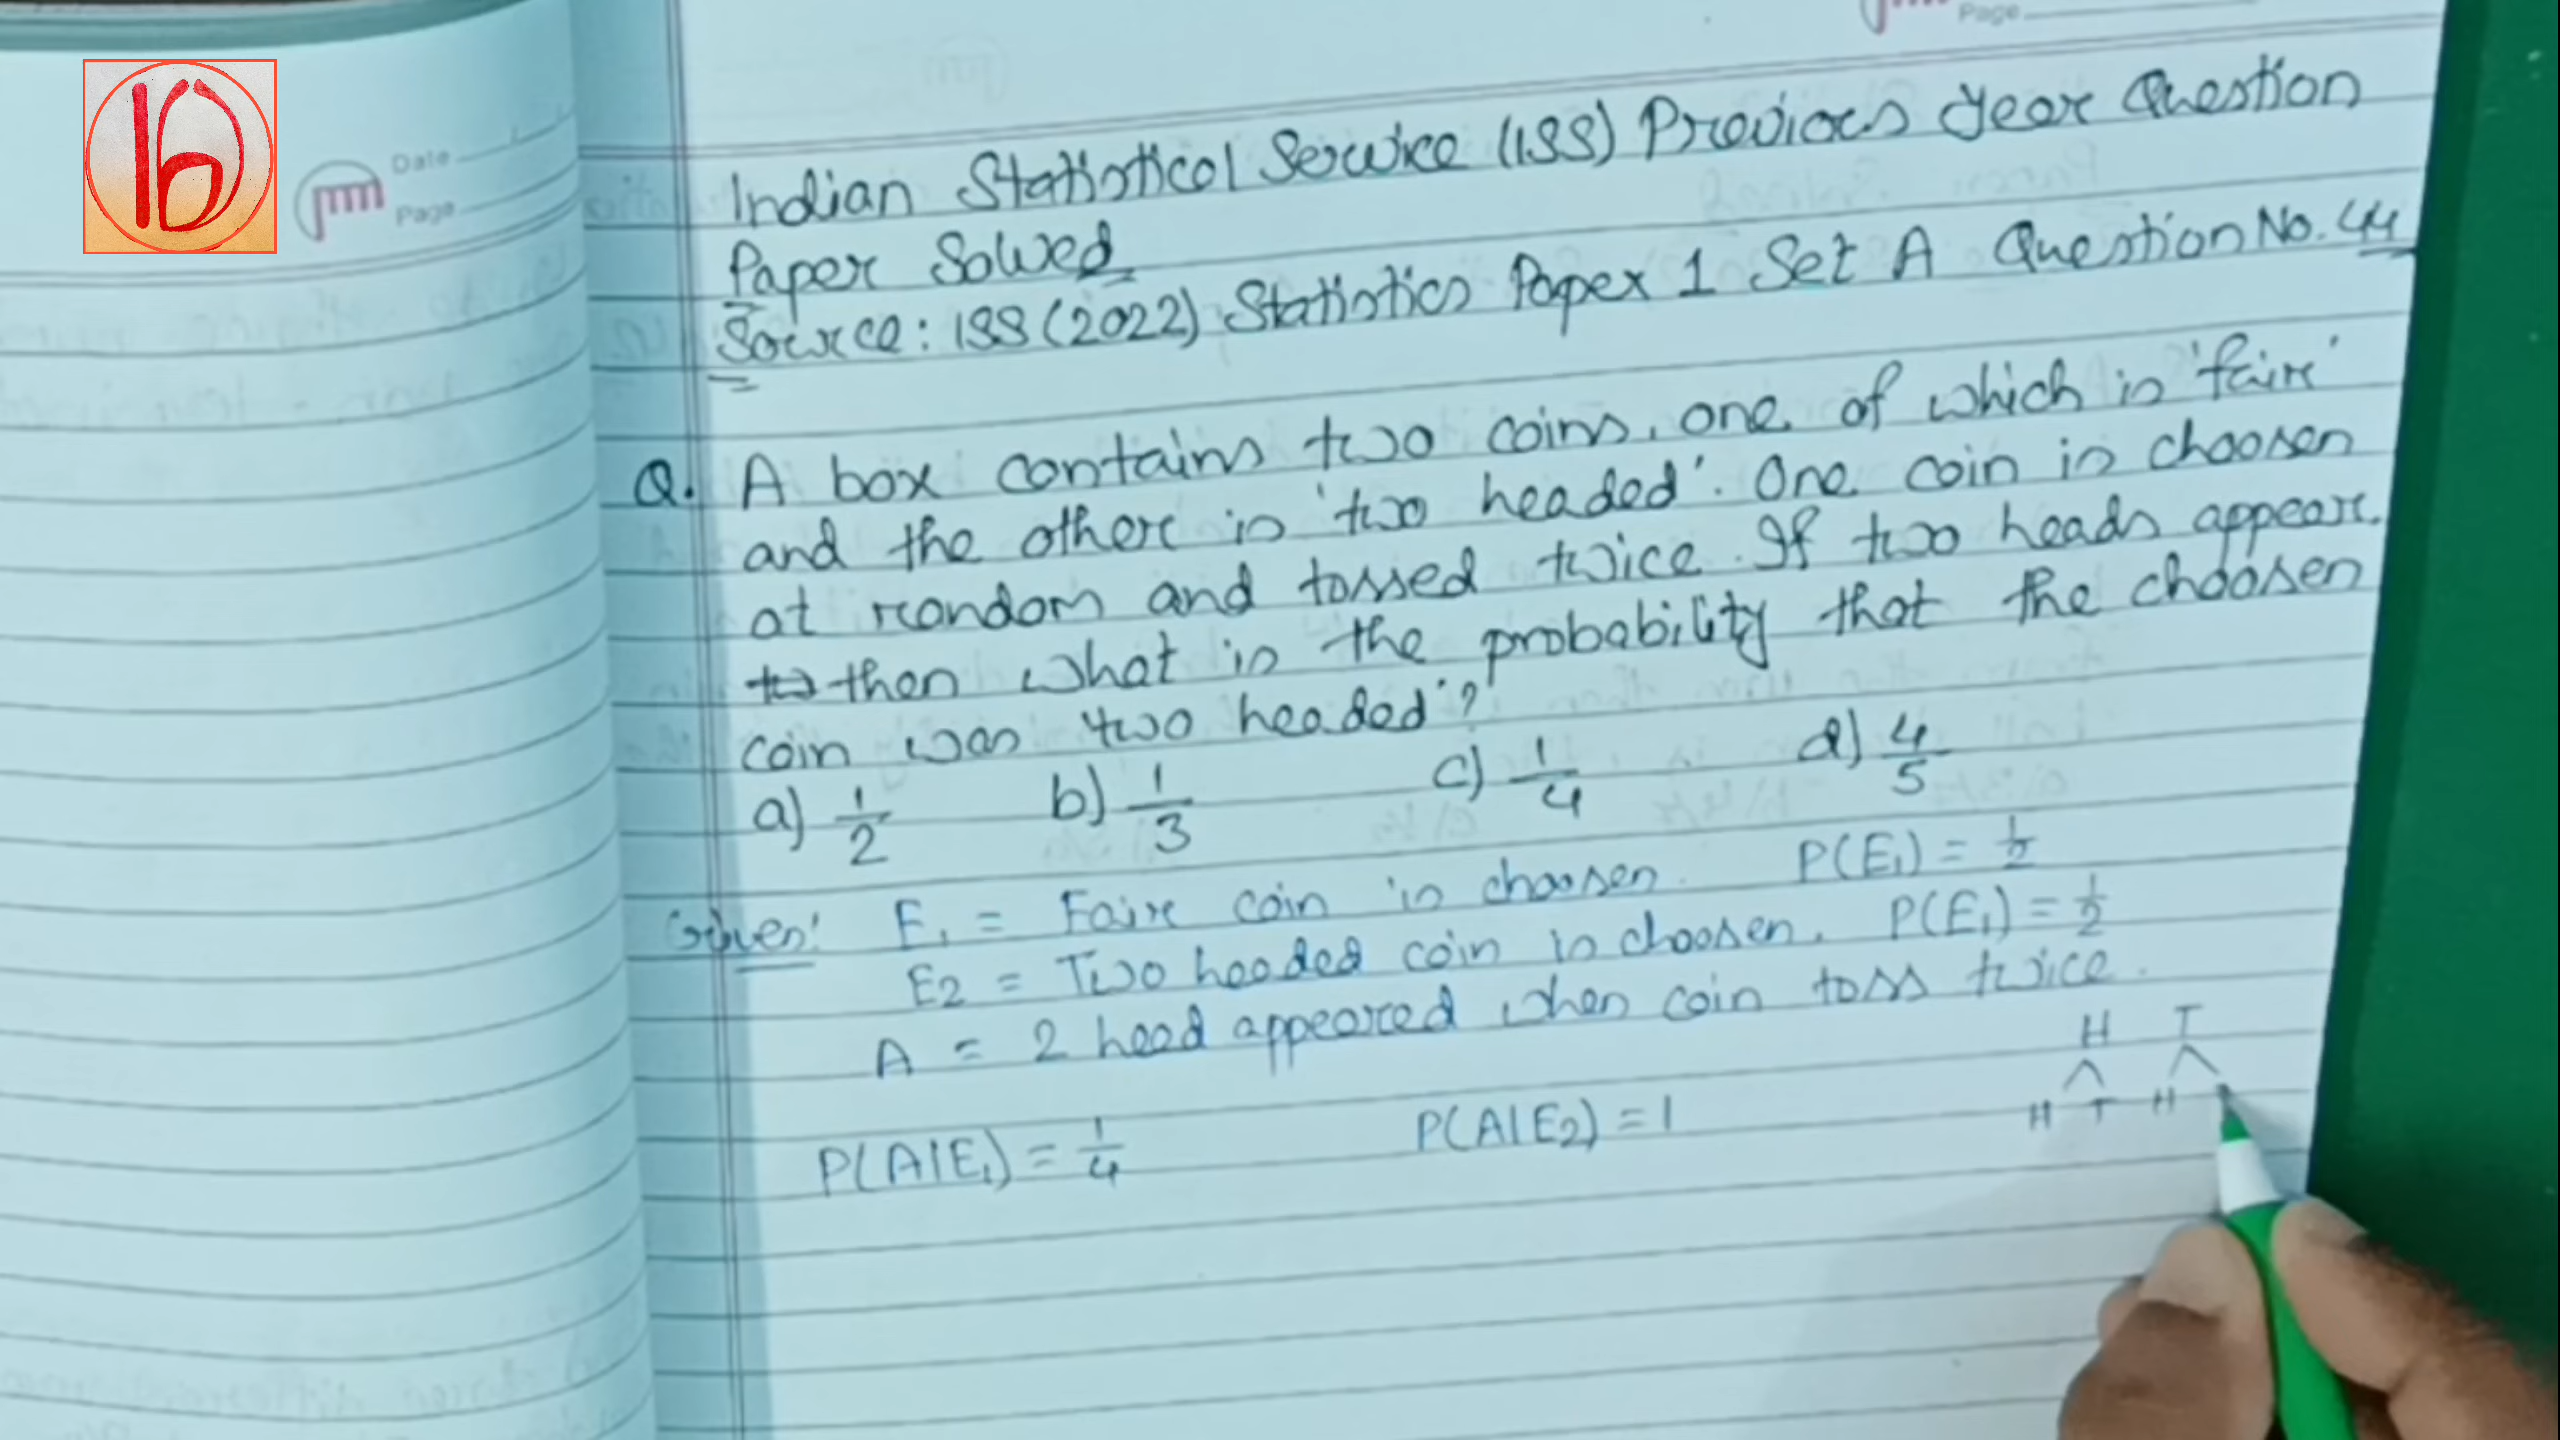 Date
Page
Page
Indian Statistical Service (ISS) Previous Year Question
Paper Solved
Source: ISS (2022) Statistics Paper 1 Set A Question No. 44
Q. A box contains two coins, one of which is 'fair'
and the other is 'two headed'. One coin is choosen
at random and tossed twice. If two heads appear.
then what is the probability that the choosen
coin was two headed'?
a) 1/2 b) 1/3 c) 1/4 d) 4/5
Given: E1 = Fair coin is choosen. P(E1) = 1/2
E2 = Two headed coin is choosen. P(E1) = 1/2
A = 2 head appeared when coin toss twice.
H T
H T H
P(A|E1) = 1/4 P(A|E2) = 1